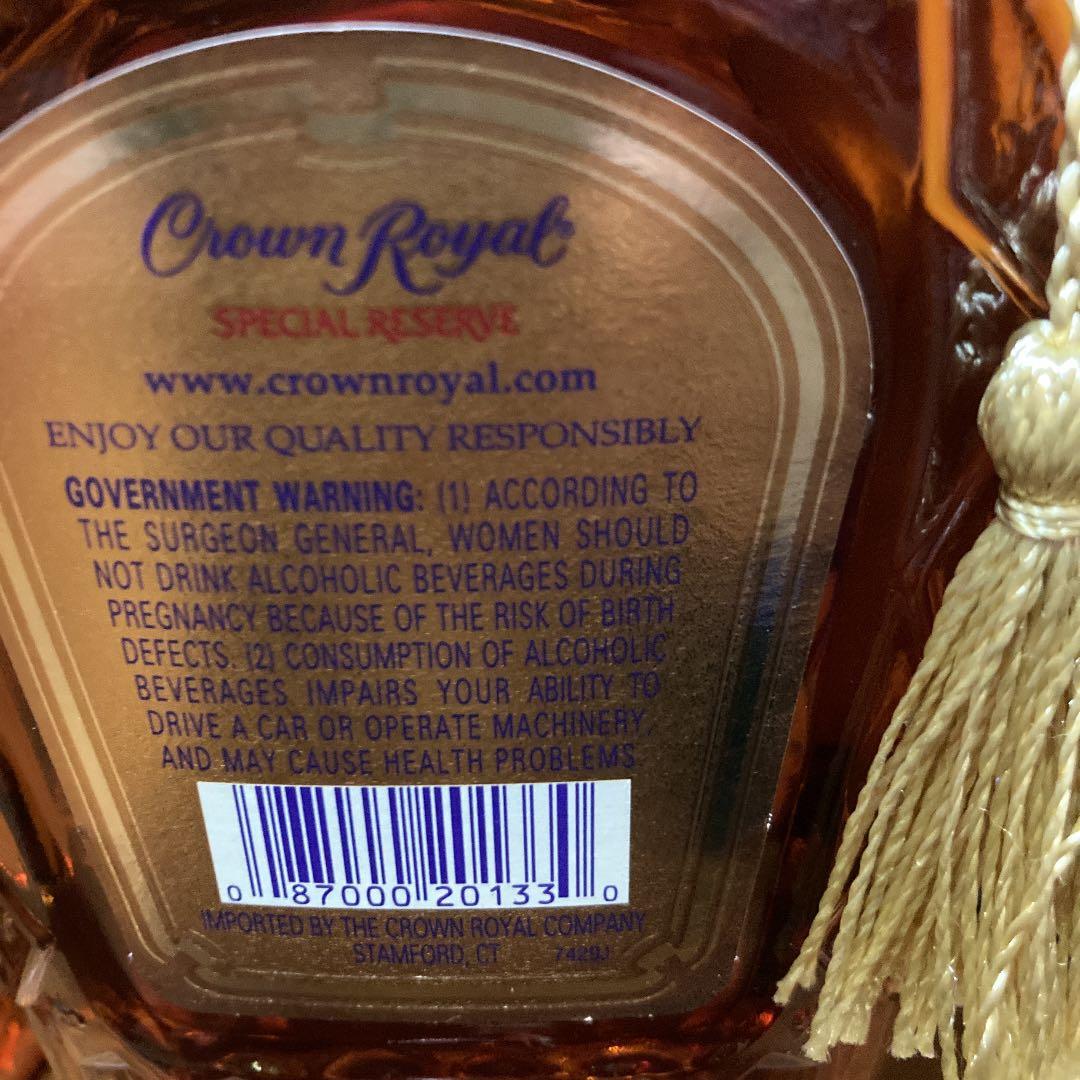 Crown Royal®
SPECIAL RESERVE
www.crownroyal.com
ENJOY OUR QUALITY RESPONSIBLY
GOVERNMENT WARNING: (1) ACCORDING TO
THE SURGEON GENERAL, WOMEN SHOULD
NOT DRINK ALCOHOLIC BEVERAGES DURING
PREGNANCY BECAUSE OF THE RISK OF BIRTH
DEFECTS. (2) CONSUMPTION OF ALCOHOLIC
BEVERAGES IMPAIRS YOUR ABILITY TO
DRIVE A CAR OR OPERATE MACHINERY,
AND MAY CAUSE HEALTH PROBLEMS.
0 87000 20133 0
IMPORTED BY THE CROWN ROYAL COMPANY
STAMFORD, CT